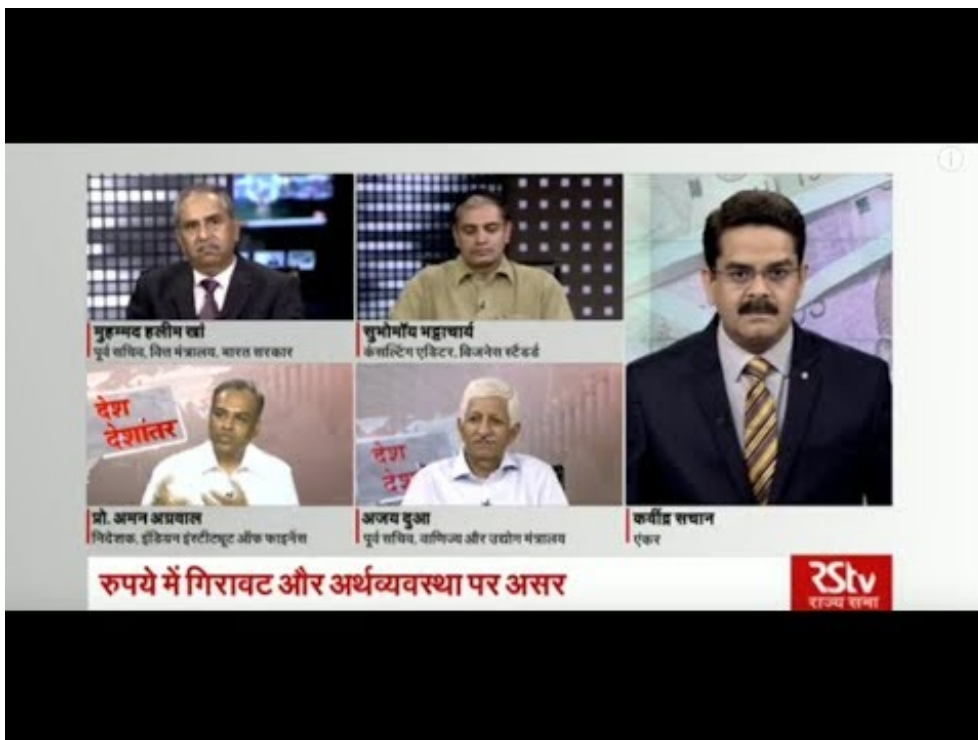 मुहम्मद हलीम खां
पूर्व सचिव, वित्त मंत्रालय, भारत सरकार
सुभोमॉय भट्टाचार्य
कंसल्टिंग एडिटर, बिजनेस स्टैंडर्ड
देश
देशांतर
प्रो. अमन अग्रवाल
निदेशक, इंडियन इंस्टीट्यूट ऑफ फाइनेंस
देश
अजय दुआ
पूर्व सचिव, वाणिज्य और उद्योग मंत्रालय
कवींद्र सचान
एंकर
रुपये में गिरावट और अर्थव्यवस्था पर असर
RStv
राज्य सभा